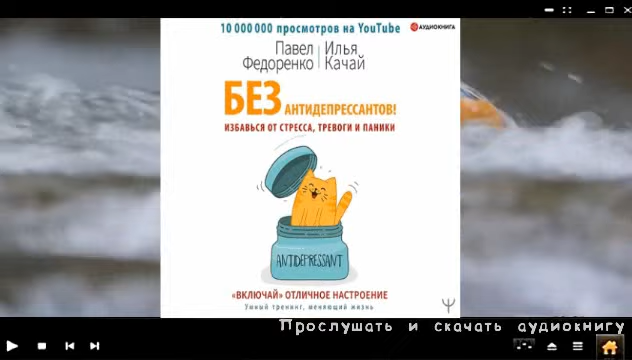 10 000 000 просмотров на YouTube
АУДИОКНИГА
Павел Федоренко
Илья Качай
БЕЗ АНТИДЕПРЕССАНТОВ!
ИЗБАВЬСЯ ОТ СТРЕССА, ТРЕВОГИ И ПАНИКИ
ANTIDEPRESSANT
«ВКЛЮЧАЙ» ОТЛИЧНОЕ НАСТРОЕНИЕ
Умный тренинг, меняющий жизнь
Прослушать и скачать аудиокнигу